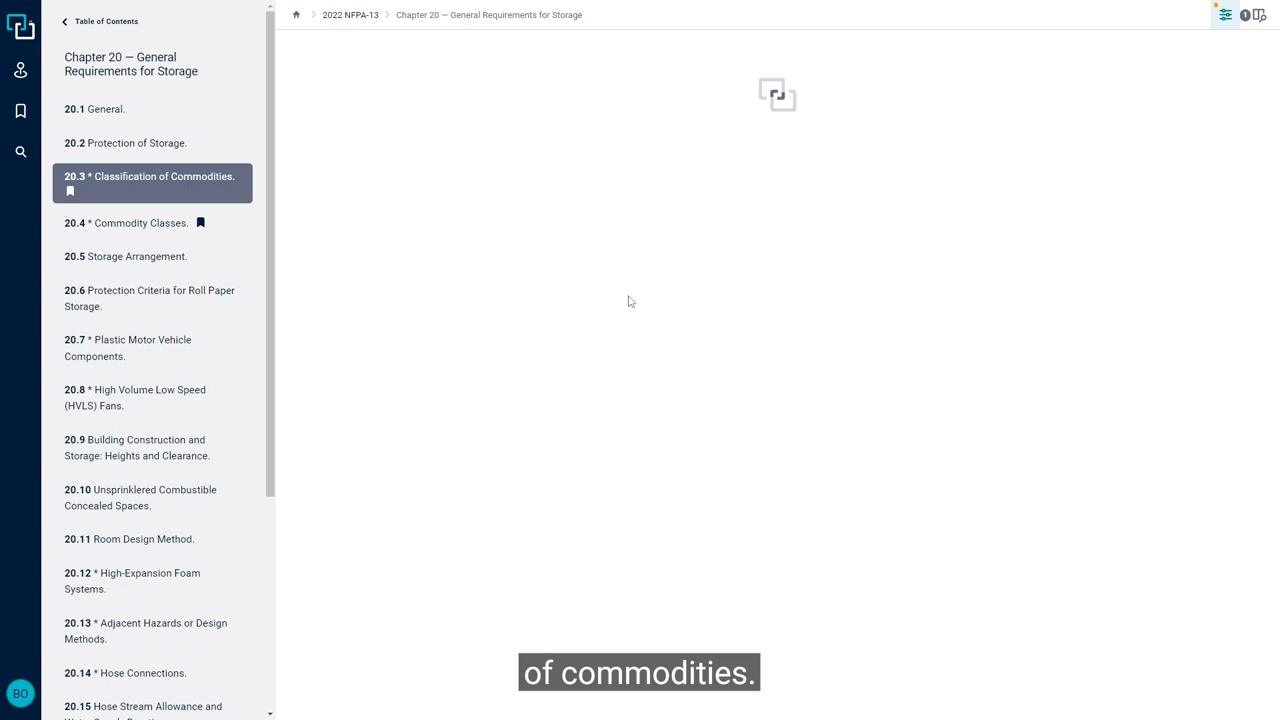 Table of Contents
2022 NFPA-13
Chapter 20 — General Requirements for Storage
1
Chapter 20 — General
Requirements for Storage
20.1 General.
20.2 Protection of Storage.
20.3 * Classification of Commodities.
20.4 * Commodity Classes.
20.5 Storage Arrangement.
20.6 Protection Criteria for Roll Paper
Storage.
20.7 * Plastic Motor Vehicle
Components.
20.8 * High Volume Low Speed
(HVLS) Fans.
20.9 Building Construction and
Storage: Heights and Clearance.
20.10 Unsprinklered Combustible
Concealed Spaces.
20.11 Room Design Method.
20.12 * High-Expansion Foam
Systems.
20.13 * Adjacent Hazards or Design
Methods.
20.14 * Hose Connections.
20.15 Hose Stream Allowance and
BO
of commodities.